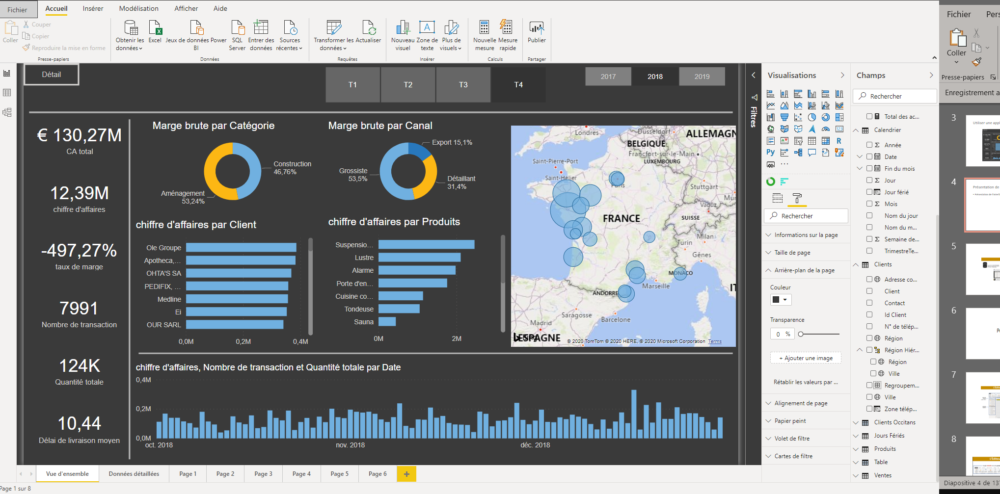 Fichier
Accueil
Insérer
Modélisation
Afficher
Aide
Coller
Couper
Copier
Reproduire la mise en forme
Presse-papiers
Obtenir les données
Excel
Jeux de données Power BI
SQL Server
Entrer des données
Sources récentes
Données
Transformer les données
Actualiser
Requêtes
Nouveau visuel
Zone de texte
Plus de visuels
Insérer
Nouvelle mesure
Mesure rapide
Calculs
Publier
Partager
Détail
T1
T2
T3
T4
2017
2018
2019
€ 130,27M
CA total
12,39M
chiffre d'affaires
-497,27%
taux de marge
7991
Nombre de transaction
124K
Quantité totale
10,44
Délai de livraison moyen
Marge brute par Catégorie
Construction
46,76%
Aménagement
53,24%
Marge brute par Canal
Export 15,1%
Grossiste
53,5%
Détaillant
31,4%
chiffre d'affaires par Client
Ole Groupe
Apotheca,...
OHTA'S SA
PEDIFIX, ...
Medline
Ei
OUR SARL
0,0M
0,2M
0,4M
chiffre d'affaires par Produits
Suspensio...
Lustre
Alarme
Porte d'en...
Cuisine co...
Tondeuse
Sauna
0M
2M
Londres
Düsseldorf
ALLEMAGN
BELGIQUE
Francfort-sur-le-Main
LUXEMBOURG
Saint-Pierre-Port
Saint-Hélier
Paris
Stuttgart
Mur
Vaduz
FRANCE
SUISSE
Milan
Turin
Gênes
MONACO
Marseille
ANDORRE
IT
Saragosse
Barcelone
Madrid
ESPAGNE
© 2020 TomTom © 2020 HERE, © 2020 Microsoft Corporation Terms
chiffre d'affaires, Nombre de transaction et Quantité totale par Date
0,4M
0,2M
0,0M
oct. 2018
nov. 2018
déc. 2018
Vue d'ensemble
Données détaillées
Page 1
Page 2
Page 3
Page 4
Page 5
Page 6
+
Page 1 sur 8
Filtres
Visualisations
R
Py
Rechercher
Informations sur la page
Taille de page
Arrière-plan de la page
Couleur
Transparence
0 %
+ Ajouter une image
Rétablir les valeurs par ...
Alignement de page
Papier peint
Volet de filtre
Cartes de filtre
Champs
Rechercher
Total des ac...
Calendrier
Année
Date
Fin du mois
Jour
Jour férié
Mois
Nom du jour
Nom du m...
Semaine de...
TrimestreTe...
Clients
Adresse co...
Client
Contact
Id Client
N° de télép...
Région
Région Hiér...
Région
Ville
Regroupem...
Ville
Zone télép...
Clients Occitans
Jours Fériés
Produits
Table
Ventes
Fichier
Pers
Coller
Presse-papiers
Enregistrement a
3
Utiliser une appl
4
Présentation de
5
6
7
8
Diapositive 4 de 13